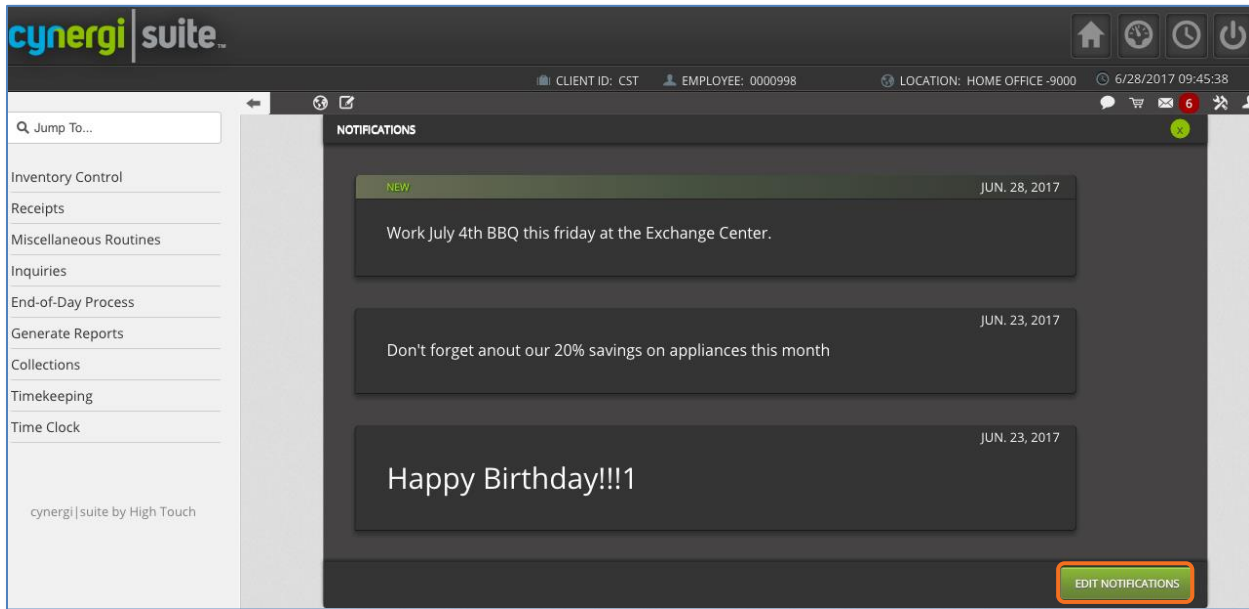 cynergi|suite™
CLIENT ID: CST EMPLOYEE: 0000998 LOCATION: HOME OFFICE -9000 6/28/2017 09:45:38
6
Jump To...
NOTIFICATIONS
x
Inventory Control
Receipts
Miscellaneous Routines
Inquiries
End-of-Day Process
Generate Reports
Collections
Timekeeping
Time Clock
cynergi|suite by High Touch
NEW JUN. 28, 2017
Work July 4th BBQ this friday at the Exchange Center.
JUN. 23, 2017
Don't forget anout our 20% savings on appliances this month
JUN. 23, 2017
Happy Birthday!!!1
EDIT NOTIFICATIONS